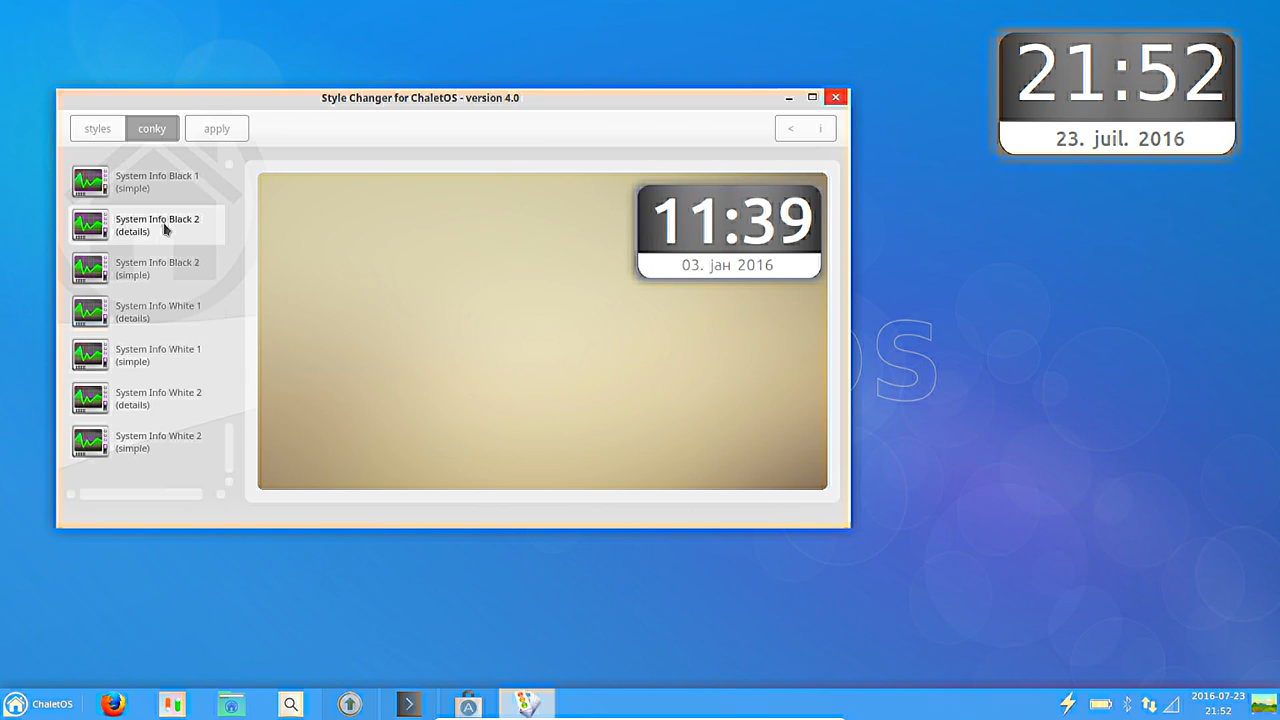 21:52
23. juil. 2016
Style Changer for ChaletOS - version 4.0
styles
conky
apply
<
i
System Info Black 1
(simple)
System Info Black 2
(details)
System Info Black 2
(simple)
System Info White 1
(details)
System Info White 1
(simple)
System Info White 2
(details)
System Info White 2
(simple)
11:39
03. јан 2016
OS
ChaletOS
2016-07-23
21:52